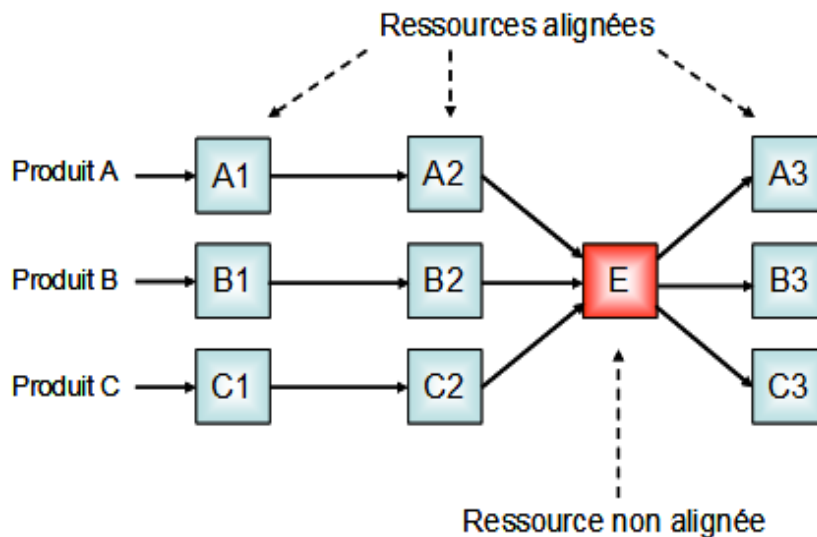 Ressources alignées
Produit A
A1
A2
A3
Produit B
B1
B2
E
B3
Produit C
C1
C2
C3
Ressource non alignée